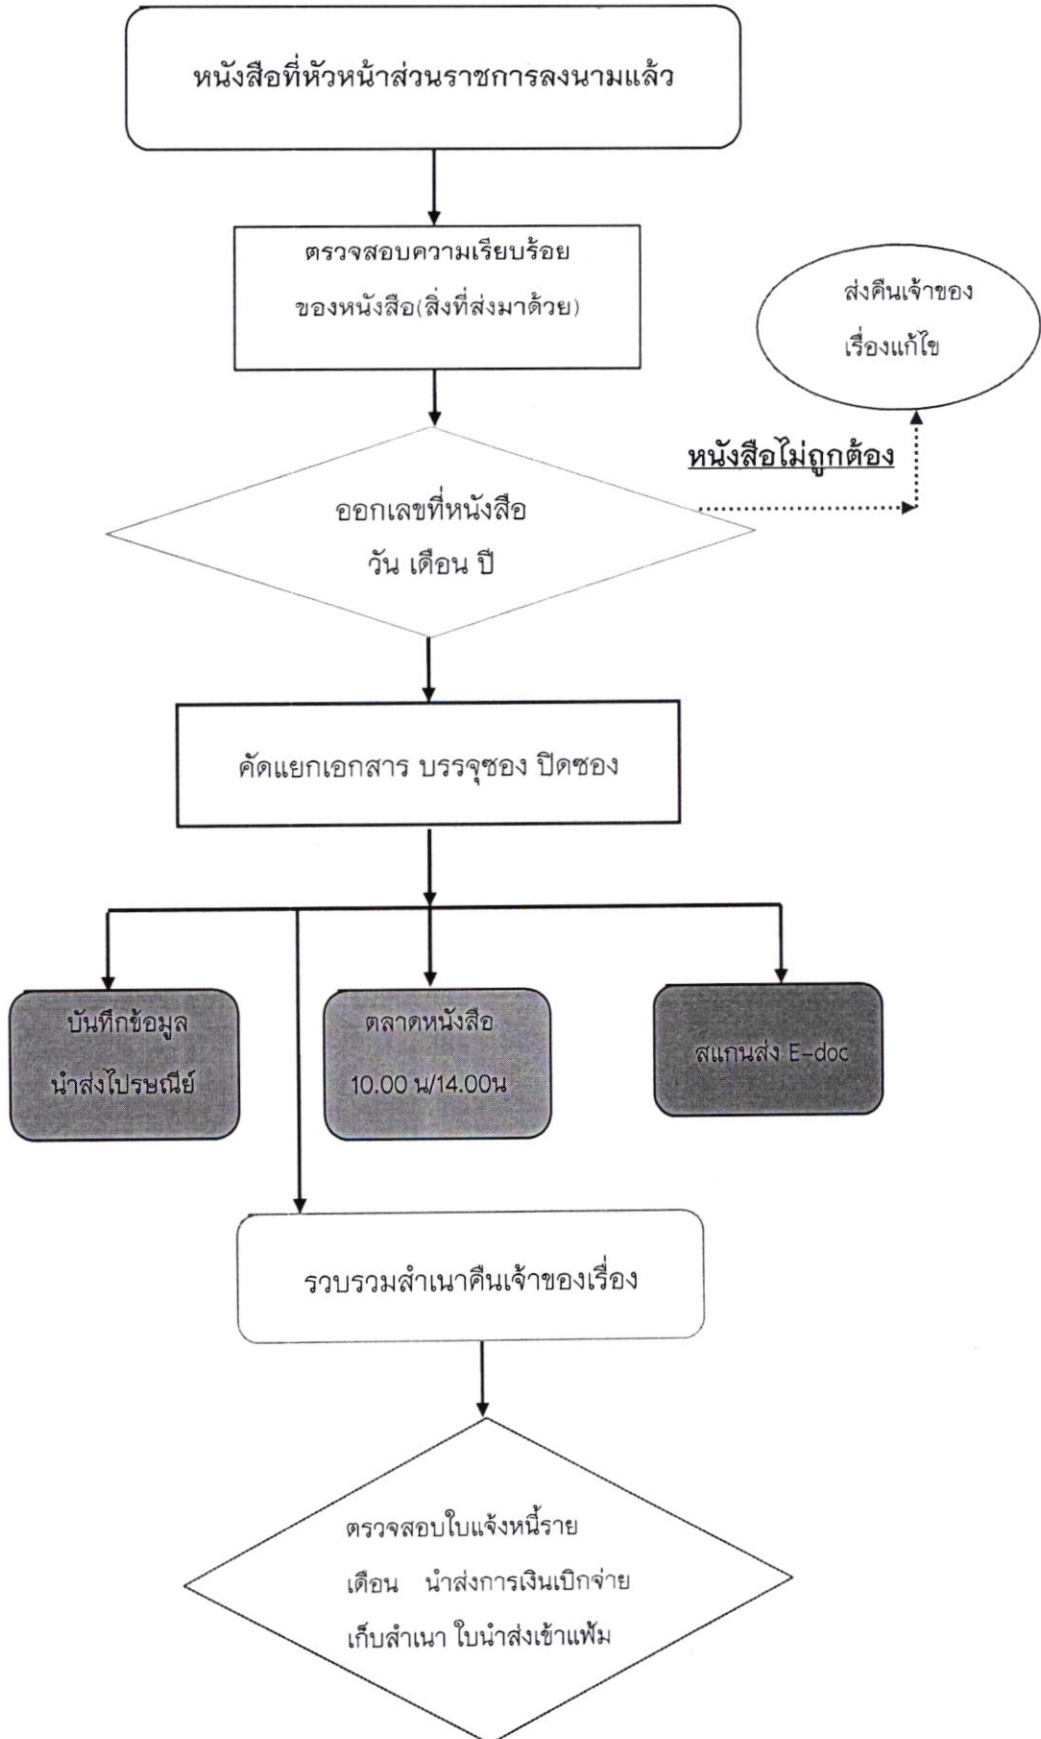 หนังสือที่หัวหน้าส่วนราชการลงนามแล้ว
ตรวจสอบความเรียบร้อย
ของหนังสือ(สิ่งที่ส่งมาด้วย)
ส่งคืนเจ้าของ
เรื่องแก้ไข
หนังสือไม่ถูกต้อง
ออกเลขที่หนังสือ
วัน เดือน ปี
คัดแยกเอกสาร บรรจุซอง ปิดซอง
บันทึกข้อมูล
นำส่งไปรษณีย์
ตลาดหนังสือ
10.00 น/14.00น
สแกนส่ง E-doc
รวบรวมสำเนาคืนเจ้าของเรื่อง
ตรวจสอบใบแจ้งหนี้ราย
เดือน นำส่งการเงินเบิกจ่าย
เก็บสำเนา ใบนำส่งเข้าแฟ้ม